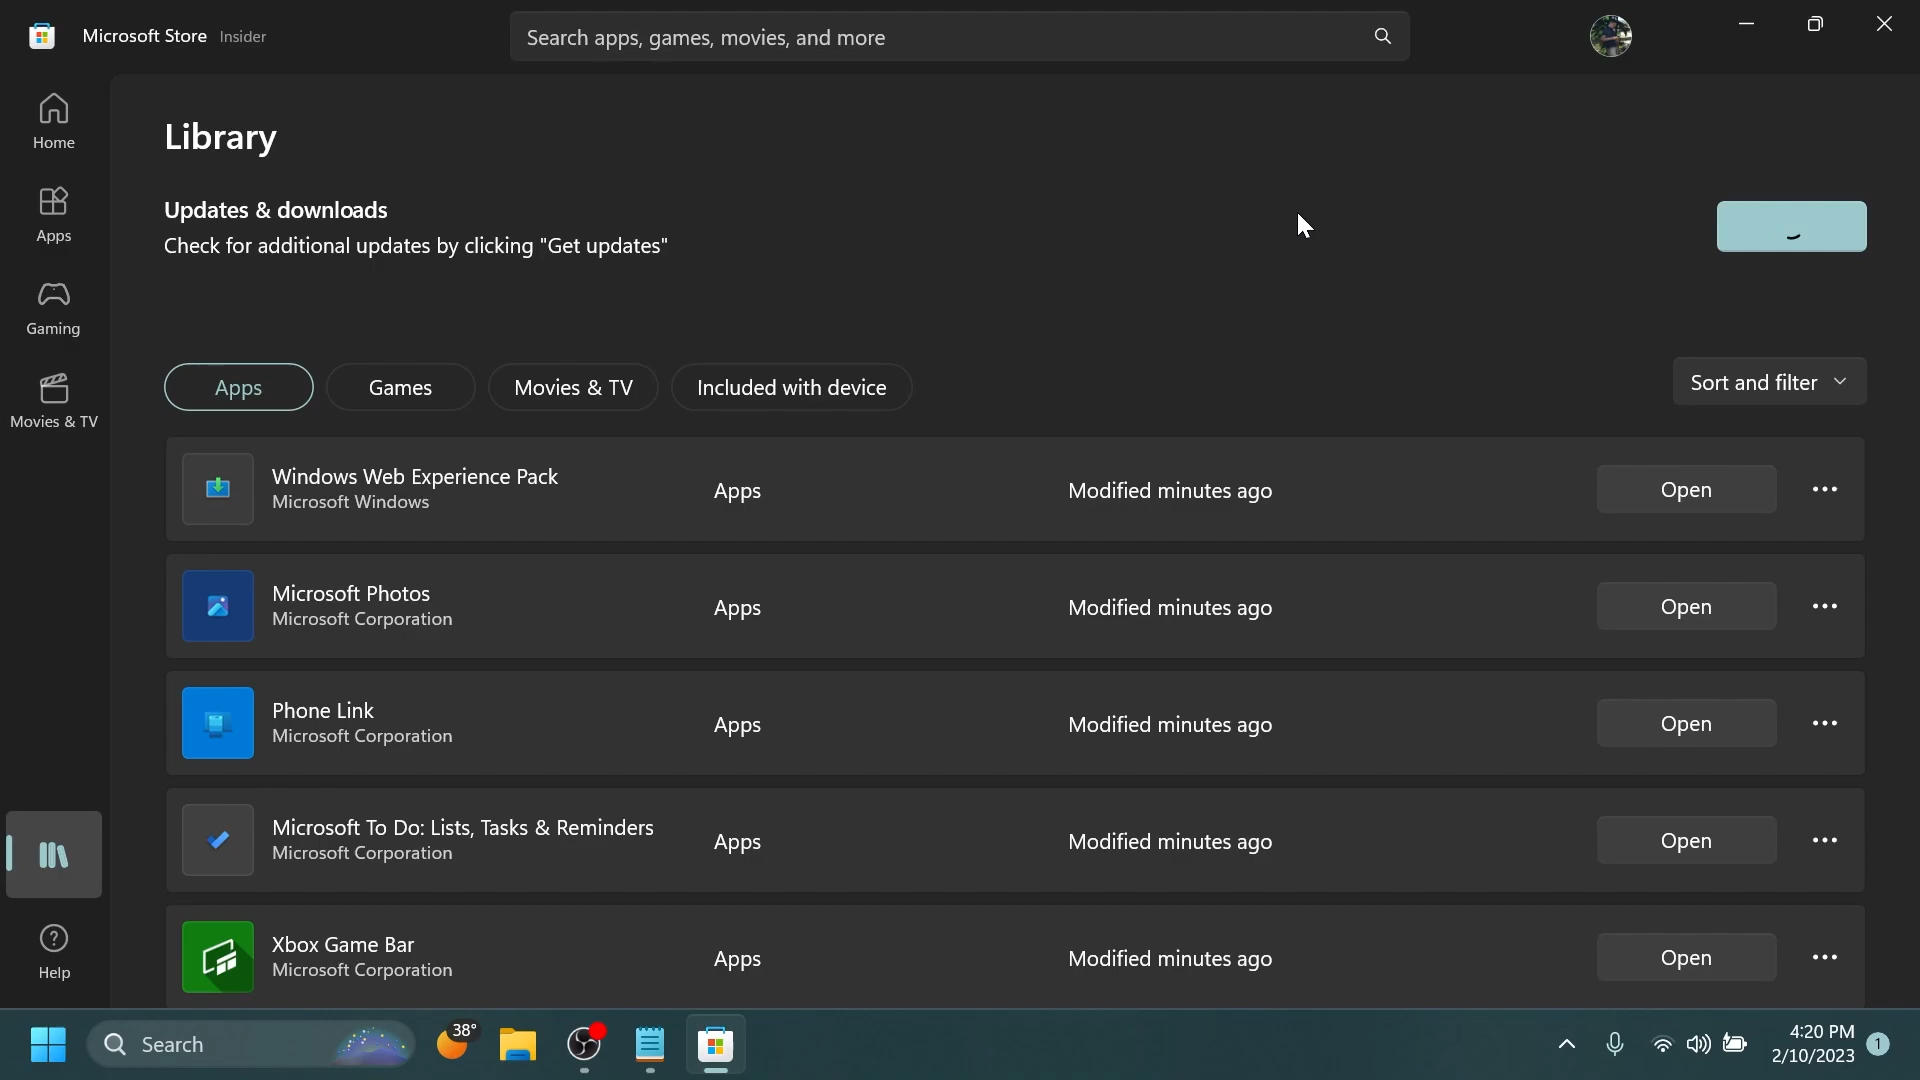 Microsoft Store Insider
Search apps, games, movies, and more
Home
Apps
Gaming
Movies & TV
Help
Library
Updates & downloads
Check for additional updates by clicking "Get updates"
Apps Games Movies & TV Included with device
Sort and filter
Windows Web Experience Pack
Microsoft Windows
Apps
Modified minutes ago
Open
Microsoft Photos
Microsoft Corporation
Apps
Modified minutes ago
Open
Phone Link
Microsoft Corporation
Apps
Modified minutes ago
Open
Microsoft To Do: Lists, Tasks & Reminders
Microsoft Corporation
Apps
Modified minutes ago
Open
Xbox Game Bar
Microsoft Corporation
Apps
Modified minutes ago
Open
Search
38°
4:20 PM
2/10/2023
1